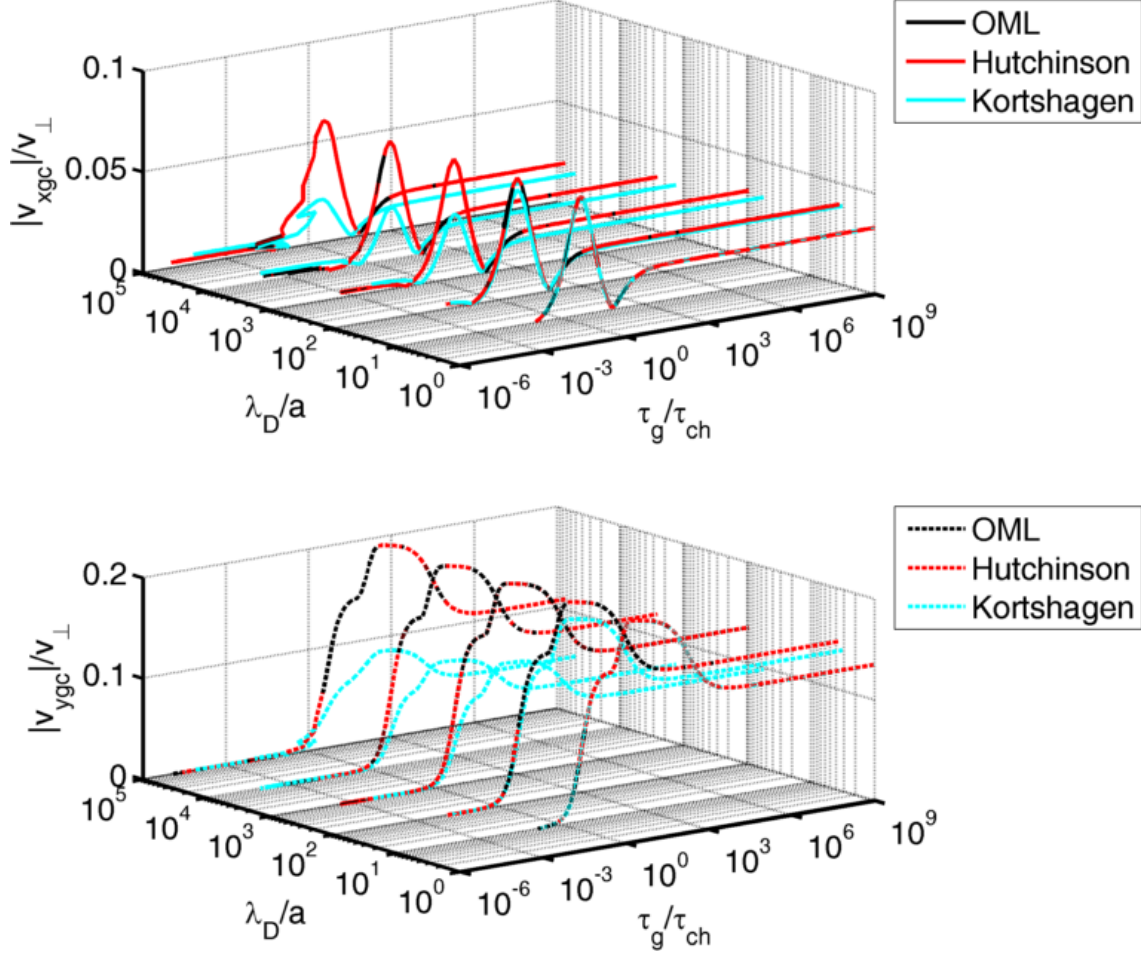 OML
Hutchinson
Kortshagen
|v_xgc|/v_⊥
0.1
0.05
0
10^5
10^4
10^3
10^2
10^1
10^0
λ_D/a
10^-6
10^-3
10^0
10^3
10^6
10^9
τ_g/τ_ch
OML
Hutchinson
Kortshagen
|v_ygc|/v_⊥
0.2
0.1
0
10^5
10^4
10^3
10^2
10^1
10^0
λ_D/a
10^-6
10^-3
10^0
10^3
10^6
10^9
τ_g/τ_ch